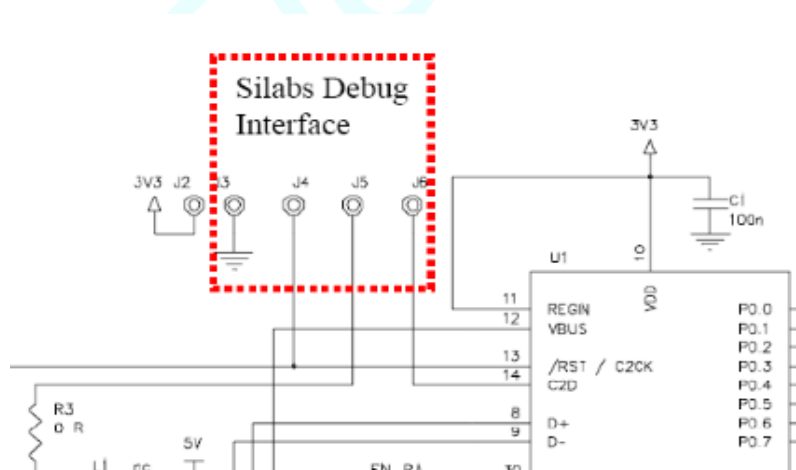 Silabs Debug
Interface
3V3
3V3 J2 J3 J4 J5 J6
C1
100n
U1
10
VDD
11 REGIN P0.0
12 VBUS P0.1
P0.2
13 /RST / C2CK P0.3
14 C2D P0.4
P0.5
8 D+ P0.6
9 D- P0.7
R3
0 R
5V
30